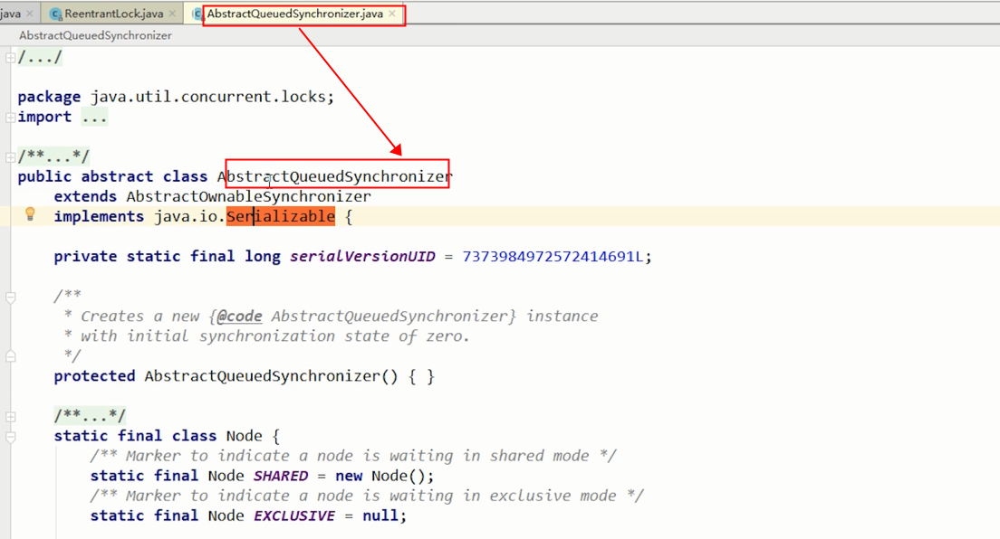 java ReentrantLock.java AbstractQueuedSynchronizer.java
AbstractQueuedSynchronizer
/.../
package java.util.concurrent.locks;
import ...
/**...*/
public abstract class AbstractQueuedSynchronizer
extends AbstractOwnableSynchronizer
implements java.io.Serializable {
private static final long serialVersionUID = 7373984972572414691L;
/**
* Creates a new {@code AbstractQueuedSynchronizer} instance
* with initial synchronization state of zero.
*/
protected AbstractQueuedSynchronizer() { }
/**...*/
static final class Node {
/** Marker to indicate a node is waiting in shared mode */
static final Node SHARED = new Node();
/** Marker to indicate a node is waiting in exclusive mode */
static final Node EXCLUSIVE = null;